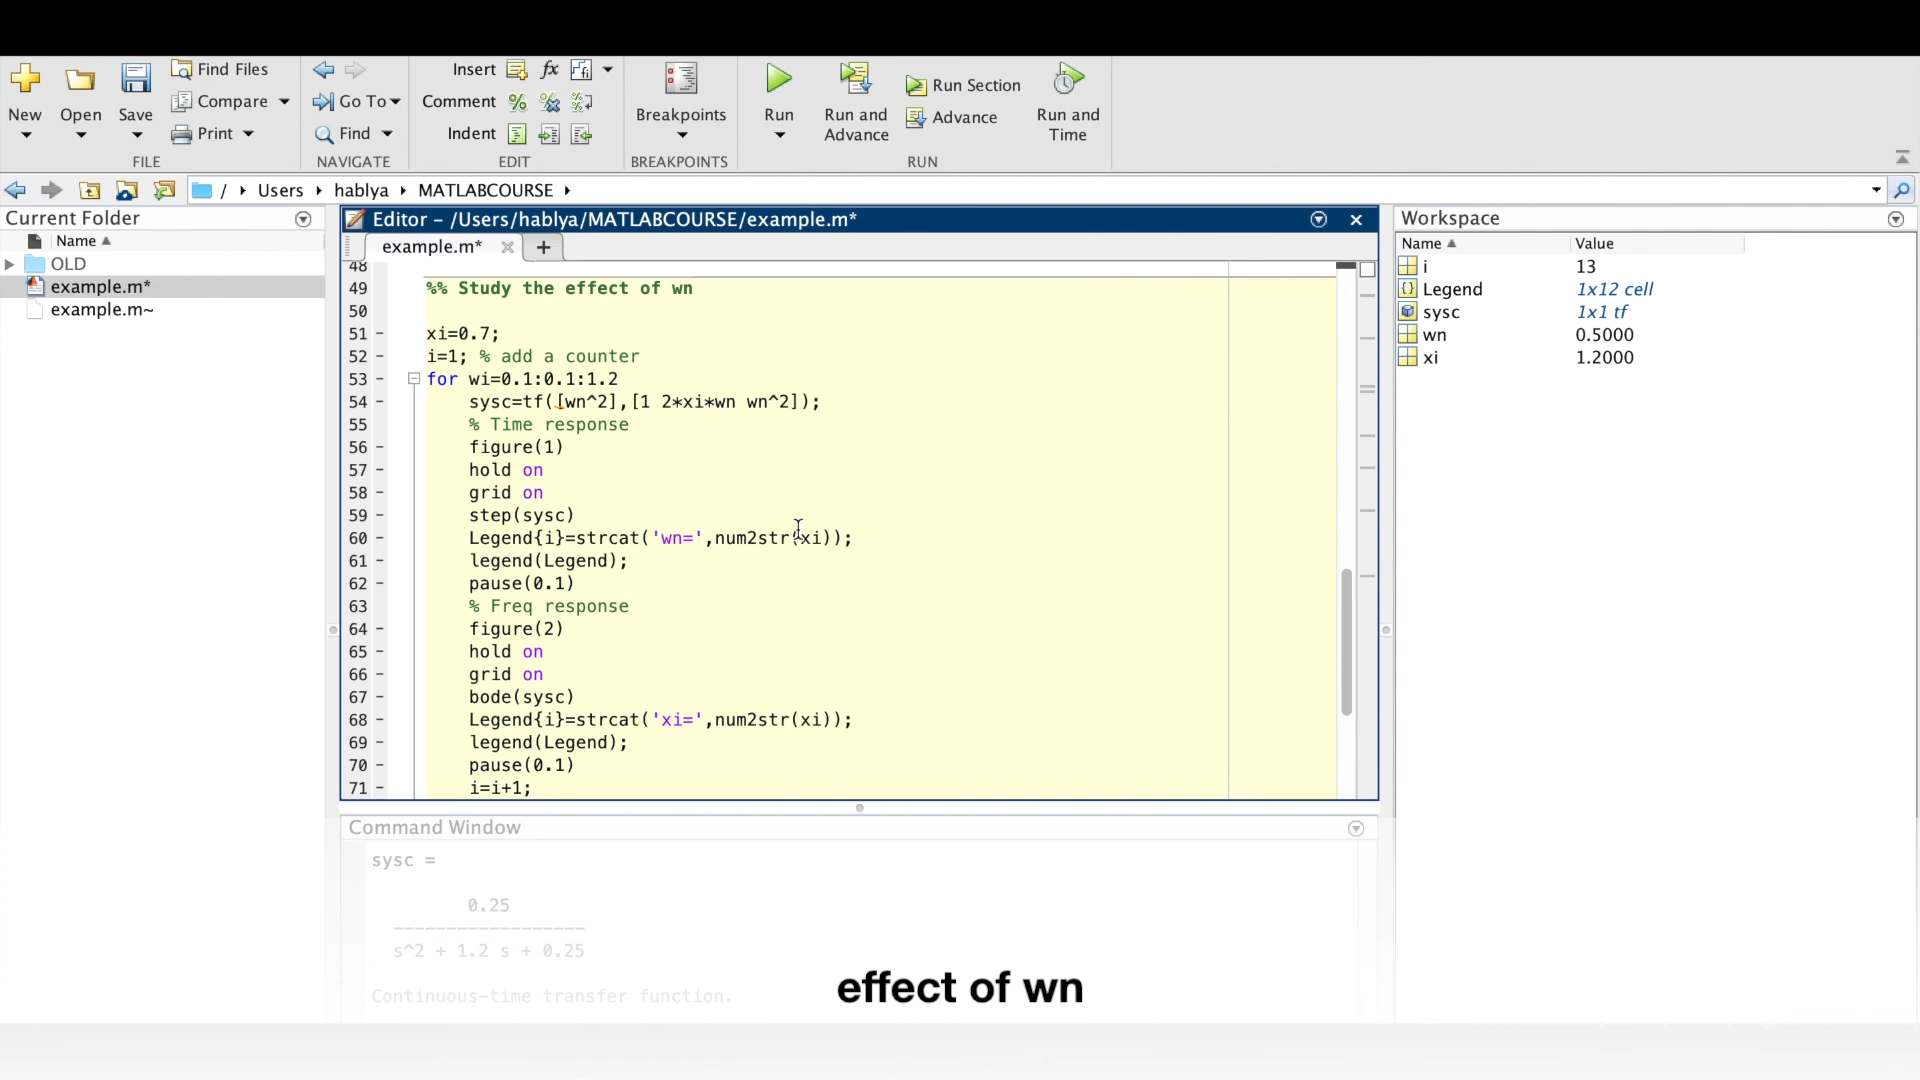 New
Open
Save
Find Files
Compare
Print
FILE
Go To
Find
NAVIGATE
Insert
fx
Comment
Indent
EDIT
Breakpoints
BREAKPOINTS
Run
Run and
Advance
Run Section
Advance
Run and
Time
RUN
/ Users hablya MATLABCOURSE
Current Folder
Name
OLD
example.m*
example.m~
Editor – /Users/hablya/MATLABCOURSE/example.m*
example.m*
48
49 %% Study the effect of wn
50
51 – xi=0.7;
52 – i=1; % add a counter
53 – for wi=0.1:0.1:1.2
54 – sysc=tf([wn^2],[1 2*xi*wn wn^2]);
55 % Time response
56 – figure(1)
57 – hold on
58 – grid on
59 – step(sysc)
60 – Legend{i}=strcat('wn=',num2str(xi));
61 – legend(Legend);
62 – pause(0.1)
63 % Freq response
64 – figure(2)
65 – hold on
66 – grid on
67 – bode(sysc)
68 – Legend{i}=strcat('xi=',num2str(xi));
69 – legend(Legend);
70 – pause(0.1)
71 – i=i+1;
Command Window
sysc =
0.25
------------------
s^2 + 1.2 s + 0.25
Continuous-time transfer function.
Workspace
Name Value
i 13
Legend 1x12 cell
sysc 1x1 tf
wn 0.5000
xi 1.2000
effect of wn